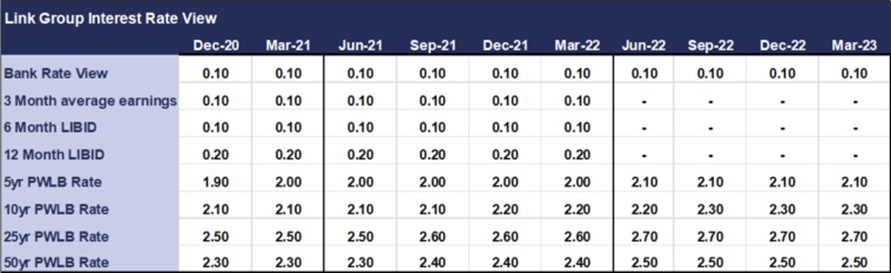 Link Group Interest Rate View
Dec-20 Mar-21 Jun-21 Sep-21 Dec-21 Mar-22 Jun-22 Sep-22 Dec-22 Mar-23
Bank Rate View 0.10 0.10 0.10 0.10 0.10 0.10 0.10 0.10 0.10 0.10
3 Month average earnings 0.10 0.10 0.10 0.10 0.10 0.10 - - - -
6 Month LIBID 0.10 0.10 0.10 0.10 0.10 0.10 - - - -
12 Month LIBID 0.20 0.20 0.20 0.20 0.20 0.20 - - - -
5yr PWLB Rate 1.90 2.00 2.00 2.00 2.00 2.00 2.10 2.10 2.10 2.10
10yr PWLB Rate 2.10 2.10 2.10 2.10 2.20 2.20 2.20 2.30 2.30 2.30
25yr PWLB Rate 2.50 2.50 2.50 2.60 2.60 2.60 2.70 2.70 2.70 2.70
50yr PWLB Rate 2.30 2.30 2.30 2.40 2.40 2.40 2.50 2.50 2.50 2.50